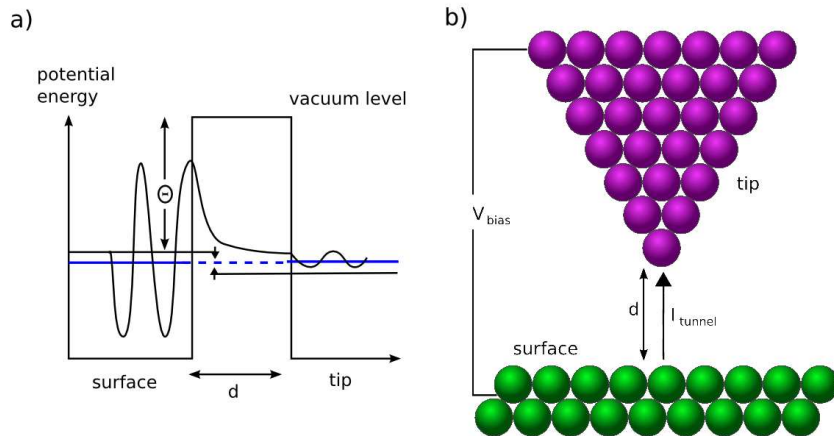 a)
potential
energy
vacuum level
Θ
surface
d
tip
b)
V bias
tip
d
I tunnel
surface